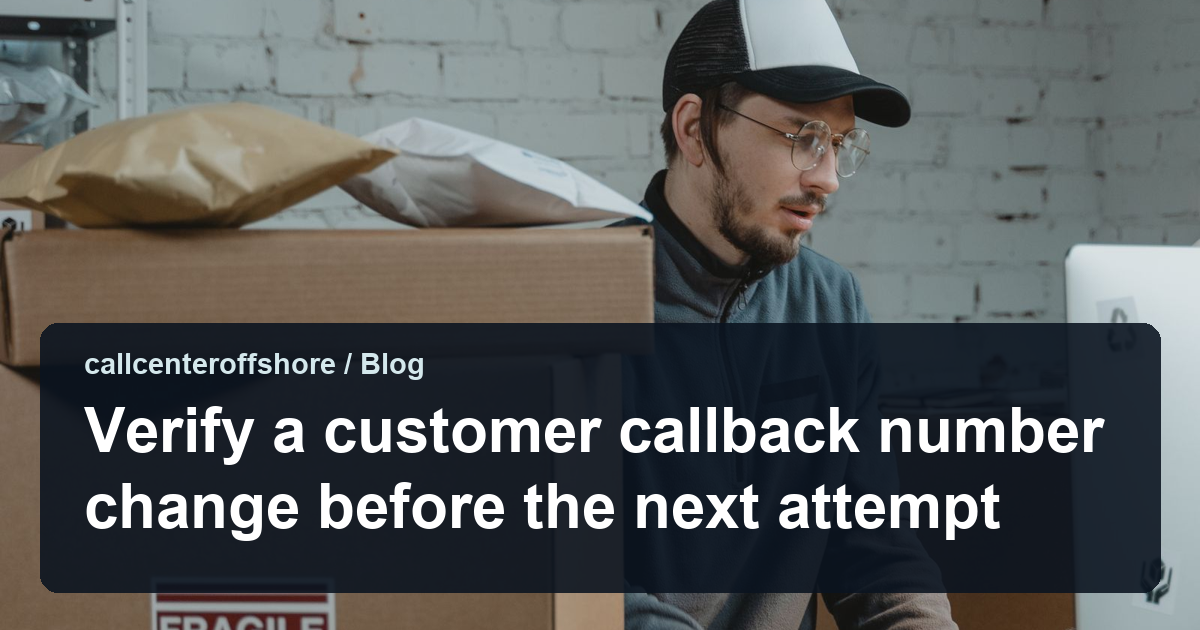 callcenteroffshore / Blog
Verify a customer callback number
change before the next attempt
FRAGILE